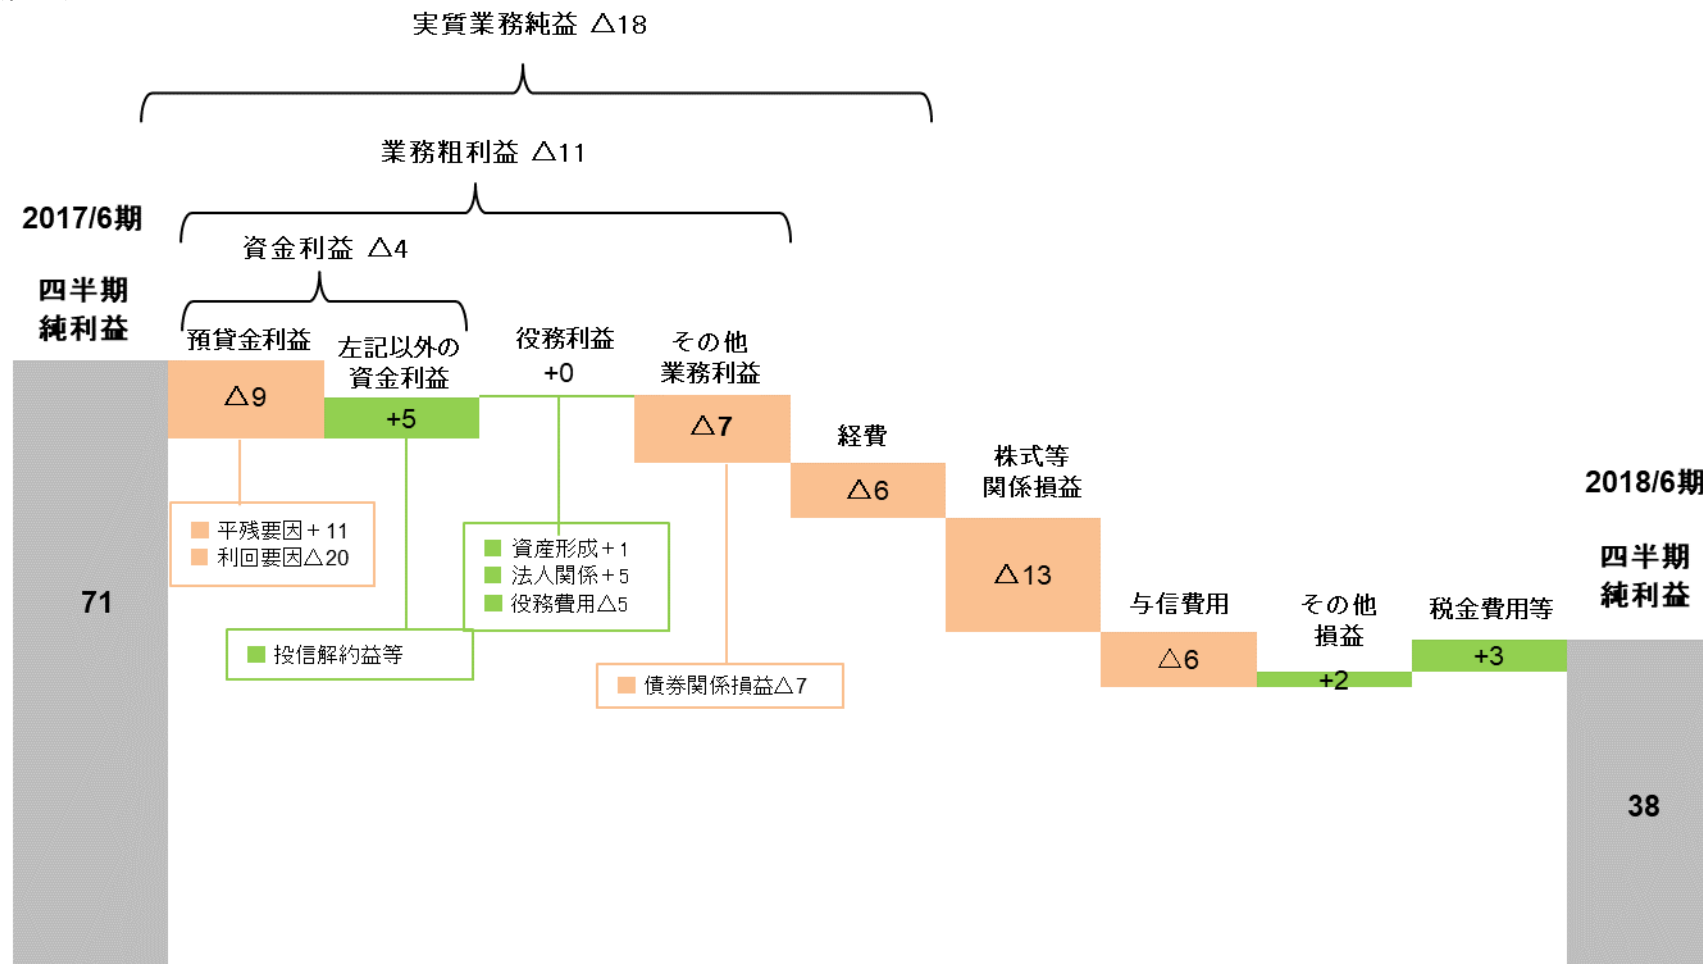 実質業務純益 △18
業務粗利益 △11
2017/6期
四半期
純利益
資金利益 △4
預貸金利益
左記以外の
資金利益
役務利益
+0
その他
業務利益
経費
株式等
関係損益
与信費用
その他
損益
税金費用等
2018/6期
四半期
純利益
71
△9
+5
△7
△6
△13
△6
+2
+3
38
平残要因＋11
利回要因△20
投信解約益等
資産形成＋1
法人関係＋5
役務費用△5
債券関係損益△7